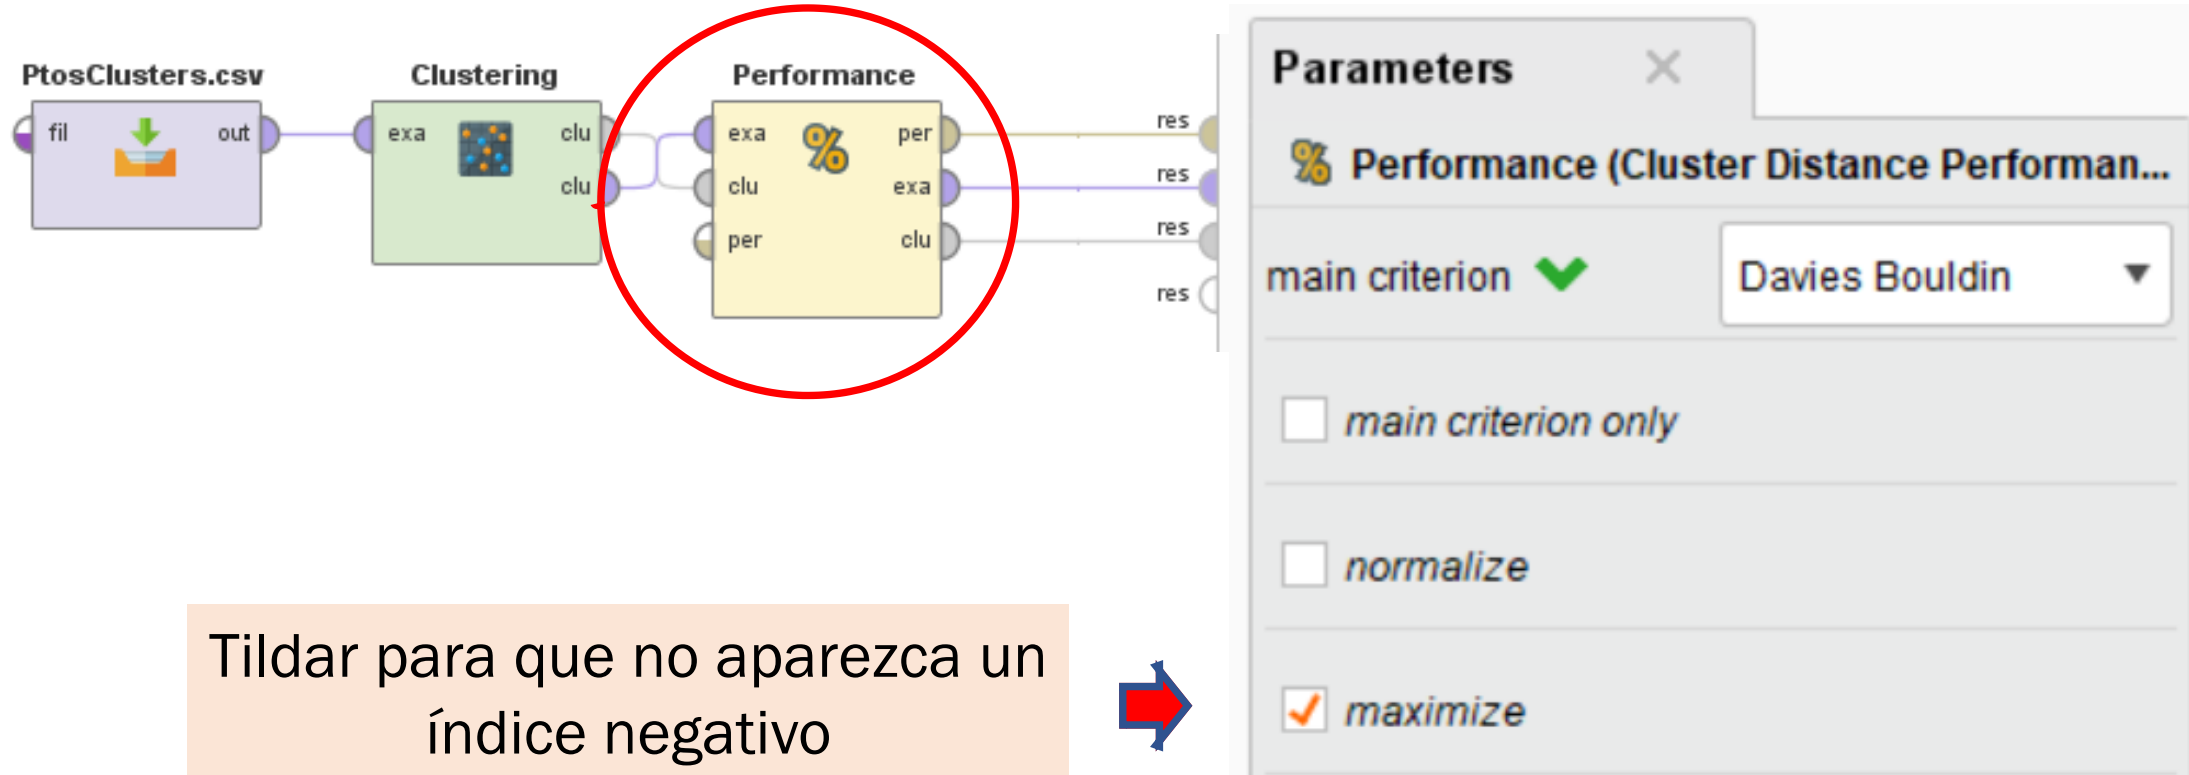 PtosClusters.csv
fil
out
Clustering
exa
clu
clu
Performance
exa
per
clu
exa
per
clu
res
res
res
res
Tildar para que no aparezca un
índice negativo
Parameters
Performance (Cluster Distance Performan...
main criterion
Davies Bouldin
main criterion only
normalize
maximize